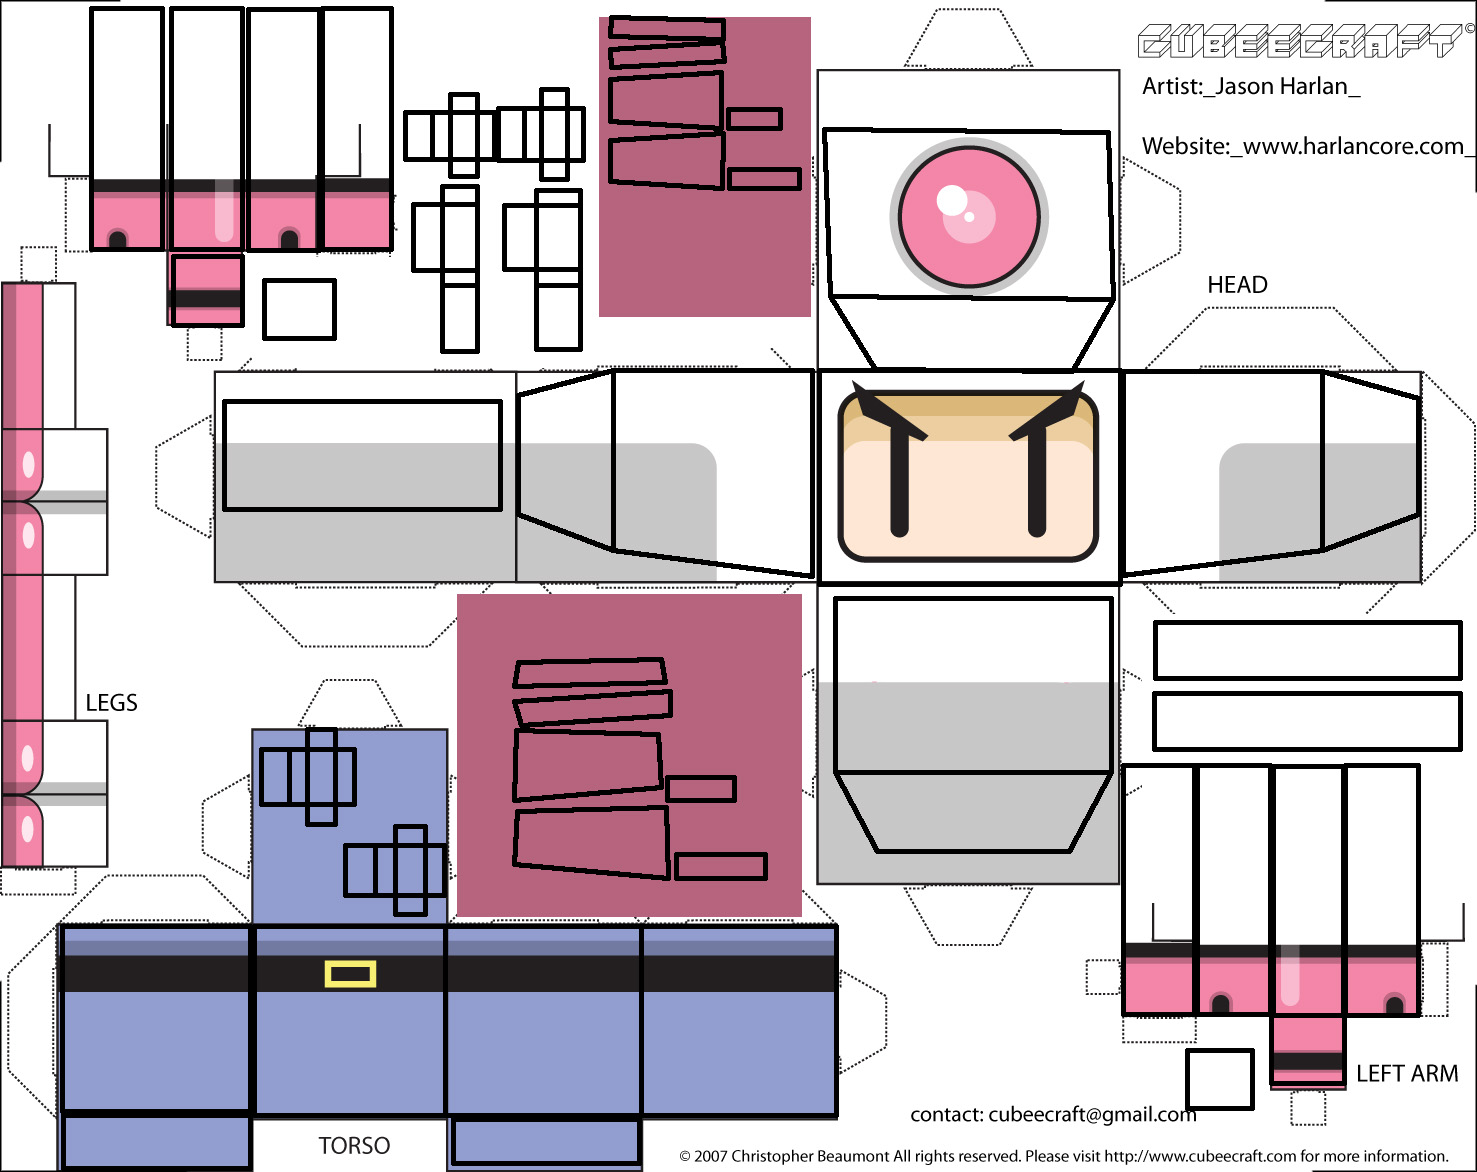 CUBEECRAFT©
Artist:_Jason Harlan_
Website:_www.harlancore.com_
HEAD
LEGS
LEFT ARM
contact: cubeecraft@gmail.com
TORSO
© 2007 Christopher Beaumont All rights reserved. Please visit http://www.cubeecraft.com for more information.